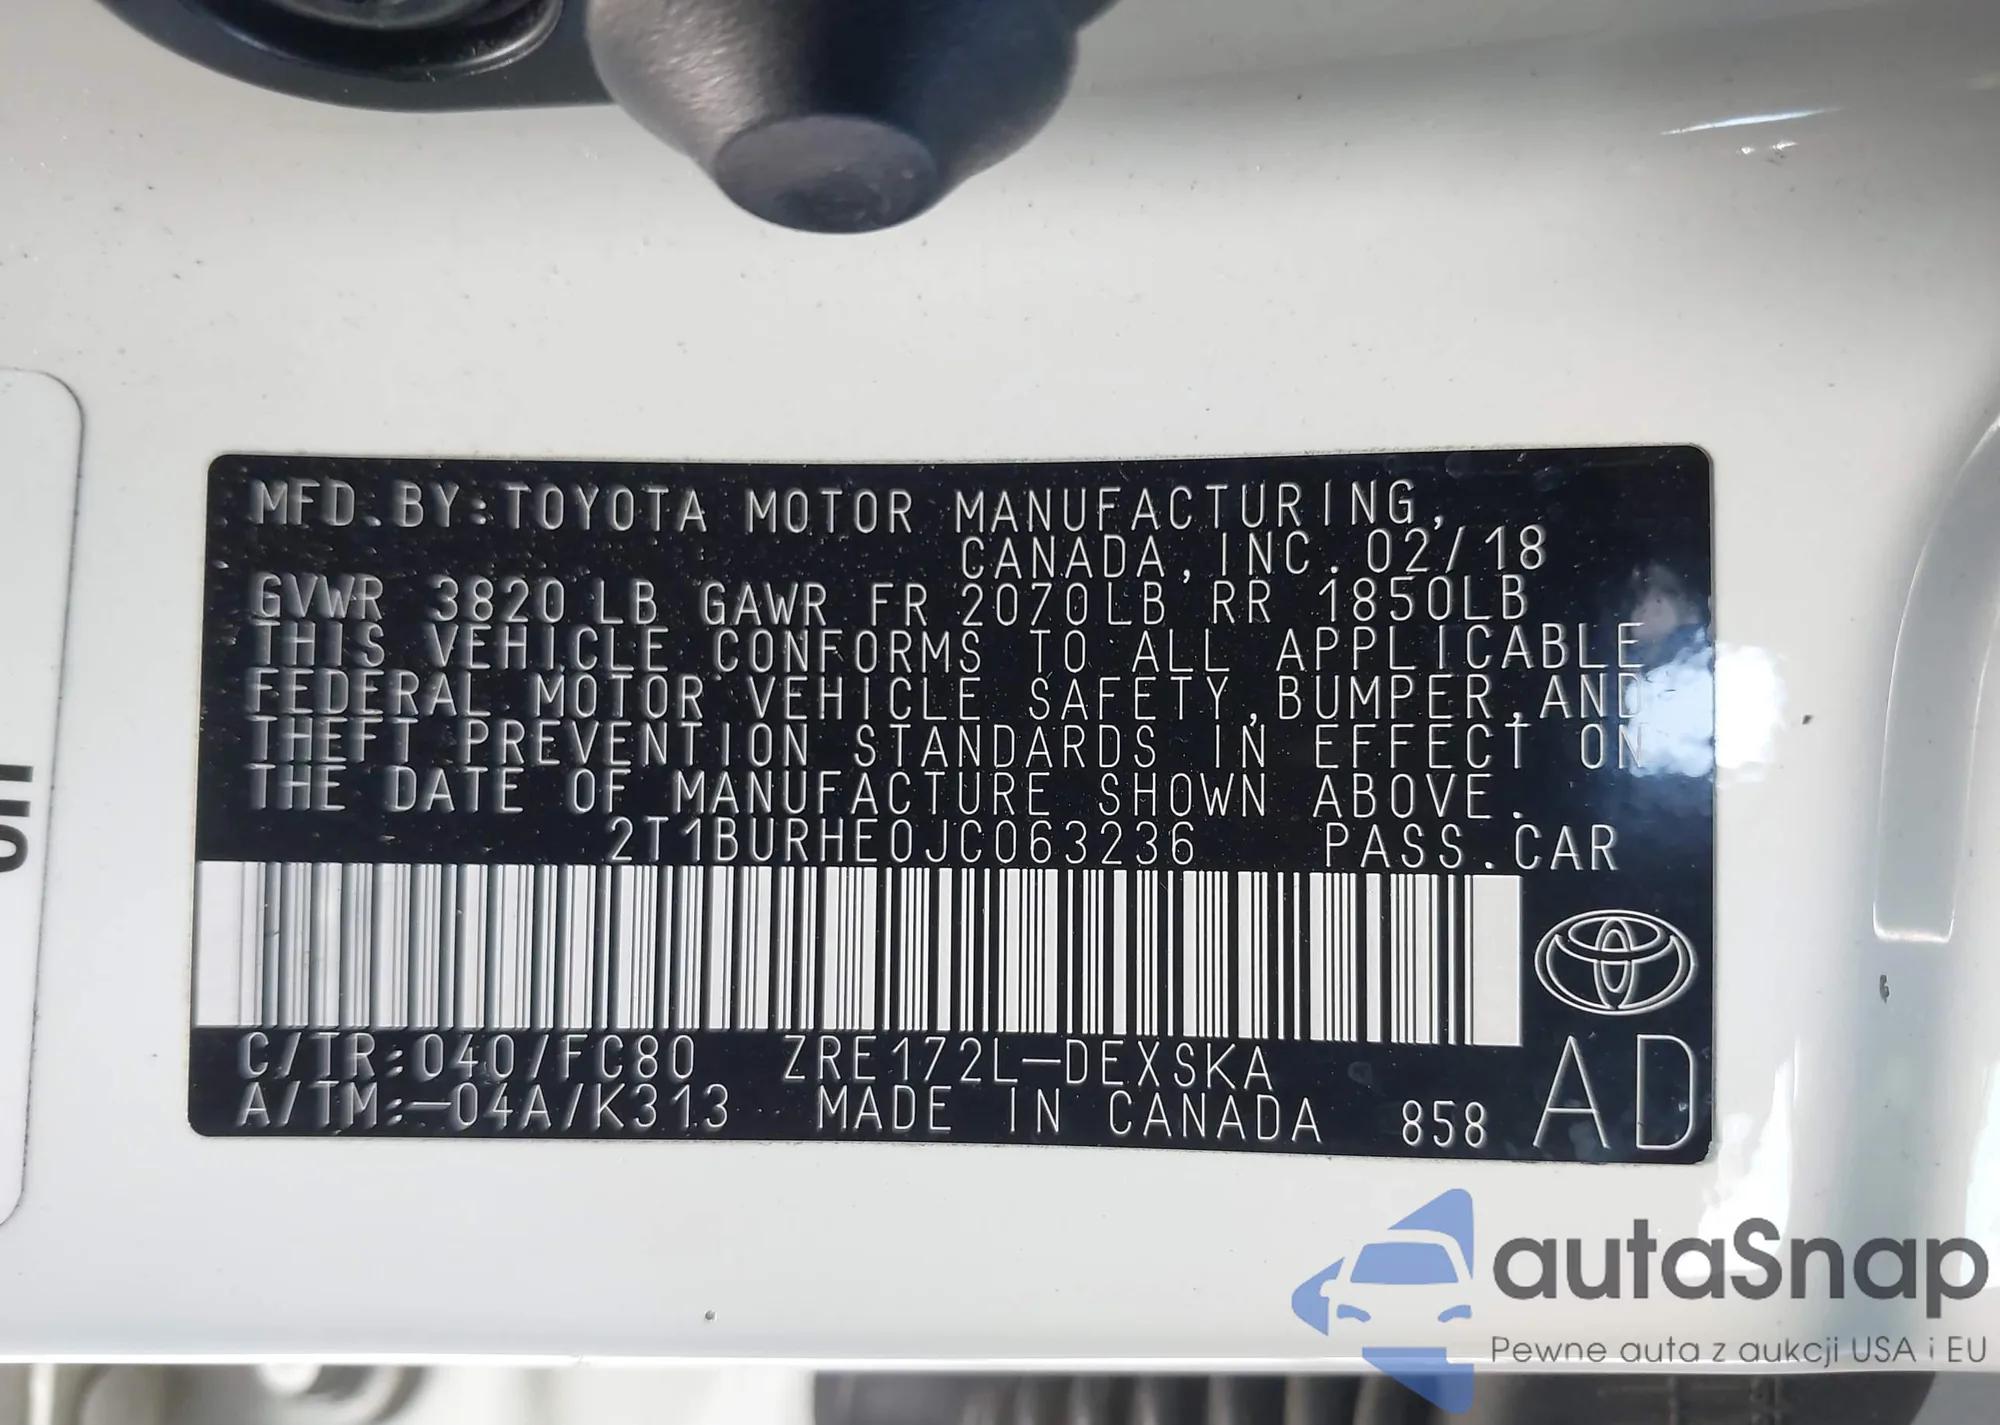 MFD.BY:TOYOTA MOTOR MANUFACTURING,
CANADA,INC.02/18
GVWR 3820 LB GAWR FR 2070LB RR 1850LB
THIS VEHICLE CONFORMS TO ALL APPLICABLE
FEDERAL MOTOR VEHICLE SAFETY,BUMPER,AND
THEFT PREVENTION STANDARDS IN EFFECT ON
THE DATE OF MANUFACTURE SHOWN ABOVE.
2T1BURHE0JC063236 PASS.CAR
C/TR:040/FC80 ZRE172L-DEXSKA
A/TM:-04A/K313 MADE IN CANADA 858 AD
autaSnap
Pewne auta z aukcji USA i EU